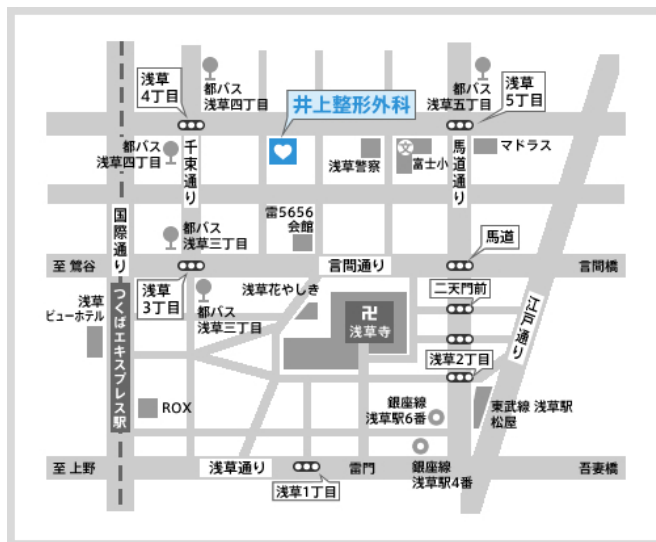 浅草
4丁目
都バス
浅草四丁目
井上整形外科
都バス
浅草五丁目
浅草
5丁目
都バス
浅草四丁目
千束通り
浅草警察
文
富士小
馬道通り
マドラス
国際通り
都バス
浅草三丁目
雷5656
会館
馬道
至 鶯谷
言問通り
言問橋
浅草
3丁目
浅草花やしき
二天門前
浅草
ビューホテル
つくばエキスプレス駅
都バス
浅草三丁目
卍
浅草寺
江戸通り
浅草2丁目
ROX
銀座線
浅草駅6番
東武線 浅草駅
松屋
至 上野
浅草通り
雷門
銀座線
浅草駅4番
吾妻橋
浅草1丁目